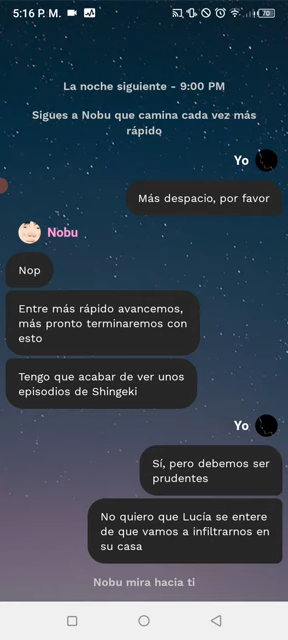 5:16 P. M.
70
La noche siguiente - 9:00 PM
Sigues a Nobu que camina cada vez más
rápido
Yo
Más despacio, por favor
Nobu
Nop
Entre más rápido avancemos,
más pronto terminaremos con
esto
Tengo que acabar de ver unos
episodios de Shingeki
Yo
Sí, pero debemos ser
prudentes
No quiero que Lucía se entere
de que vamos a infiltrarnos en
su casa
Nobu mira hacia ti